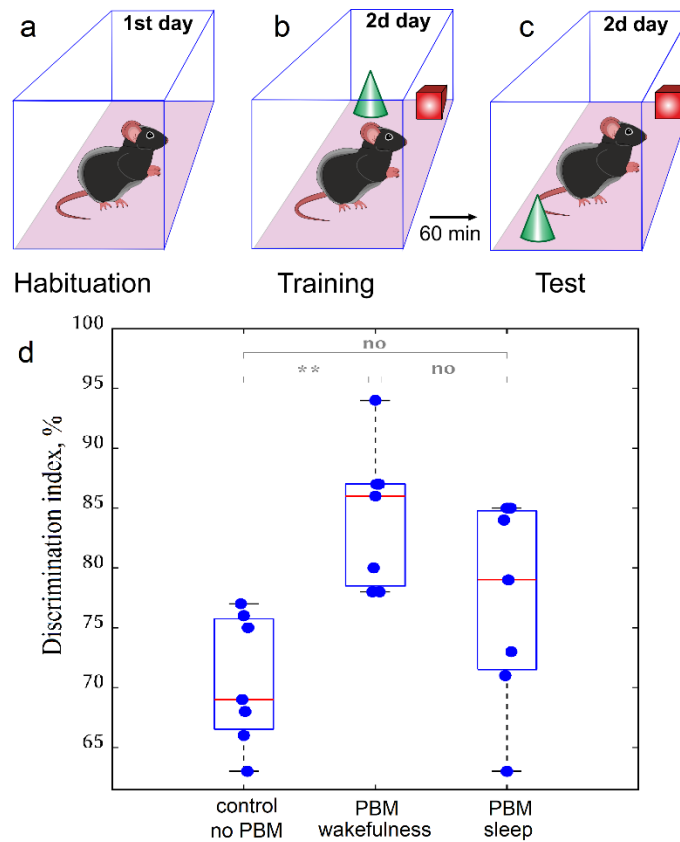 a
1st day
b
2d day
c
2d day
60 min
Habituation
Training
Test
d
100
95
90
85
80
75
70
65
Discrimination index, %
no
**
no
control
no PBM
PBM
wakefulness
PBM
sleep